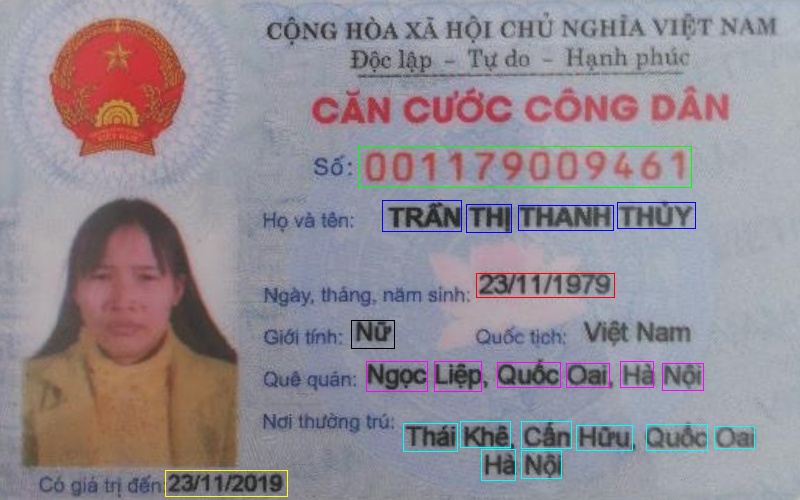 CỘNG HÒA XÃ HỘI CHỦ NGHĨA VIỆT NAM
Độc lập - Tự do - Hạnh phúc
CĂN CƯỚC CÔNG DÂN
Số: 001179009461
Họ và tên: TRẦN THỊ THANH THỦY
Ngày, tháng, năm sinh: 23/11/1979
Giới tính: Nữ Quốc tịch: Việt Nam
Quê quán: Ngọc Liệp, Quốc Oai, Hà Nội
Nơi thường trú: Thái Khê, Cấn Hữu, Quốc Oai
Hà Nội
Có giá trị đến: 23/11/2019